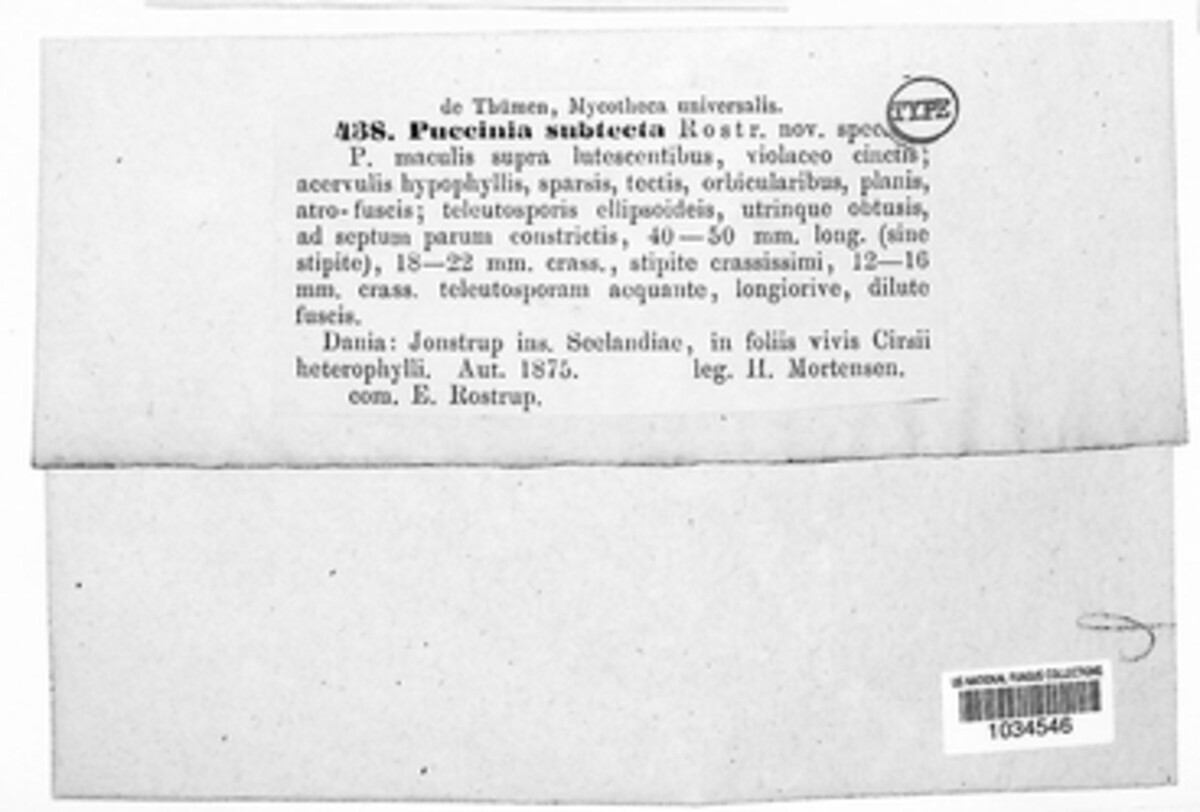 de Thümen, Mycotheca universalis.
TYPE
438. Puccinia subtecta Rostr. nov. spec.
P. maculis supra lutescentibus, violaceo cinctis;
acervulis hypophyllis, sparsis, tectis, orbicularibus, planis,
atro-fuscis; teleutosporis ellipsoideis, utrinque obtusis,
ad septum parum constrictis, 40—50 mm. long. (sine
stipite), 18—22 mm. crass., stipite crassissimi, 12—16
mm. crass. teleutosporam aequante, longiorive, dilute
fuscis.
Dania: Jonstrup ins. Seelandiae, in foliis vivis Cirsii
heterophylli. Aut. 1875. leg. H. Mortensen.
com. E. Rostrup.
US NATIONAL FUNGUS COLLECTIONS
1034546